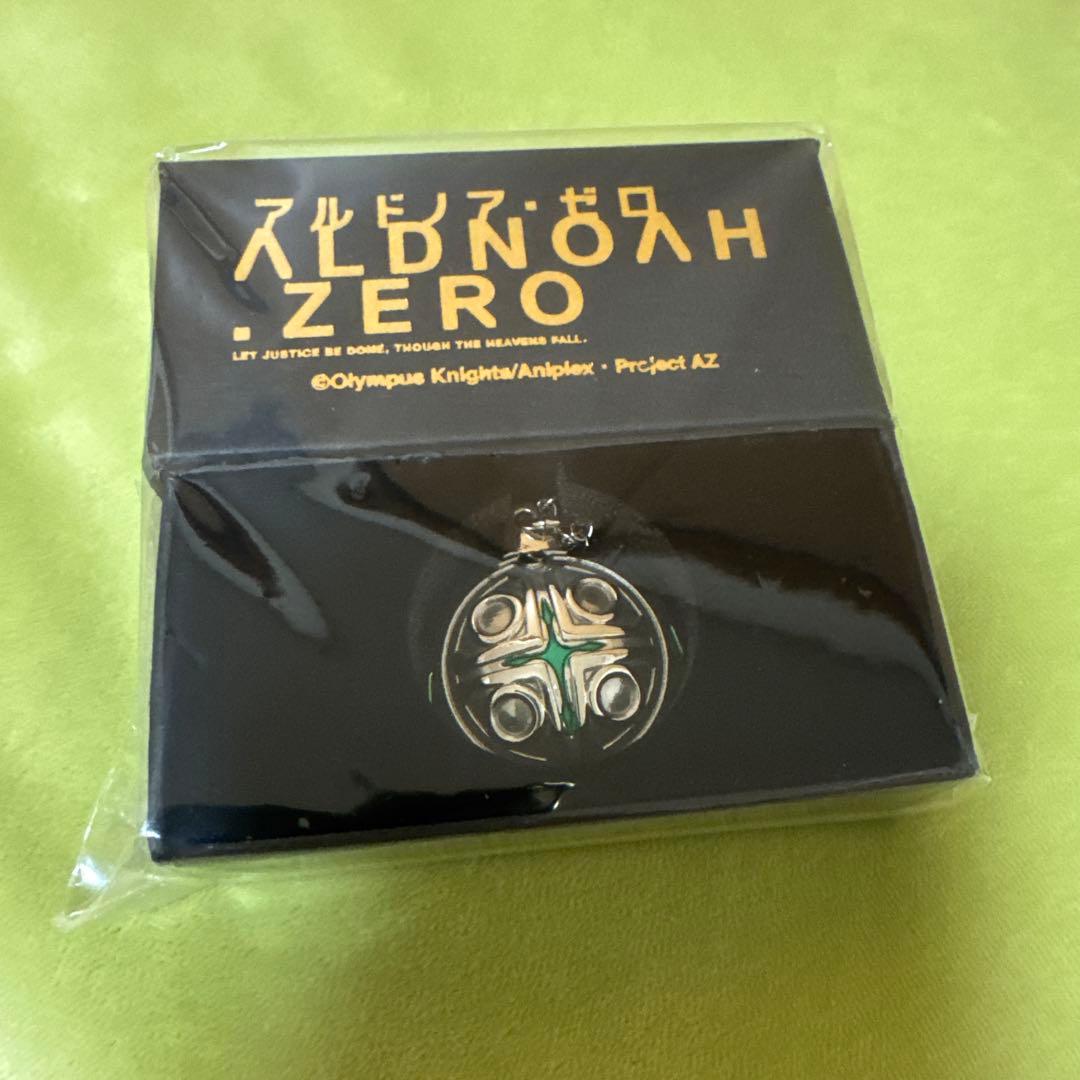 アルドノア・ゼロ
ALDNOAH
.ZERO
LET JUSTICE BE DONE, THOUGH THE HEAVENS FALL.
©Olympus Knights/Aniplex・Project AZ